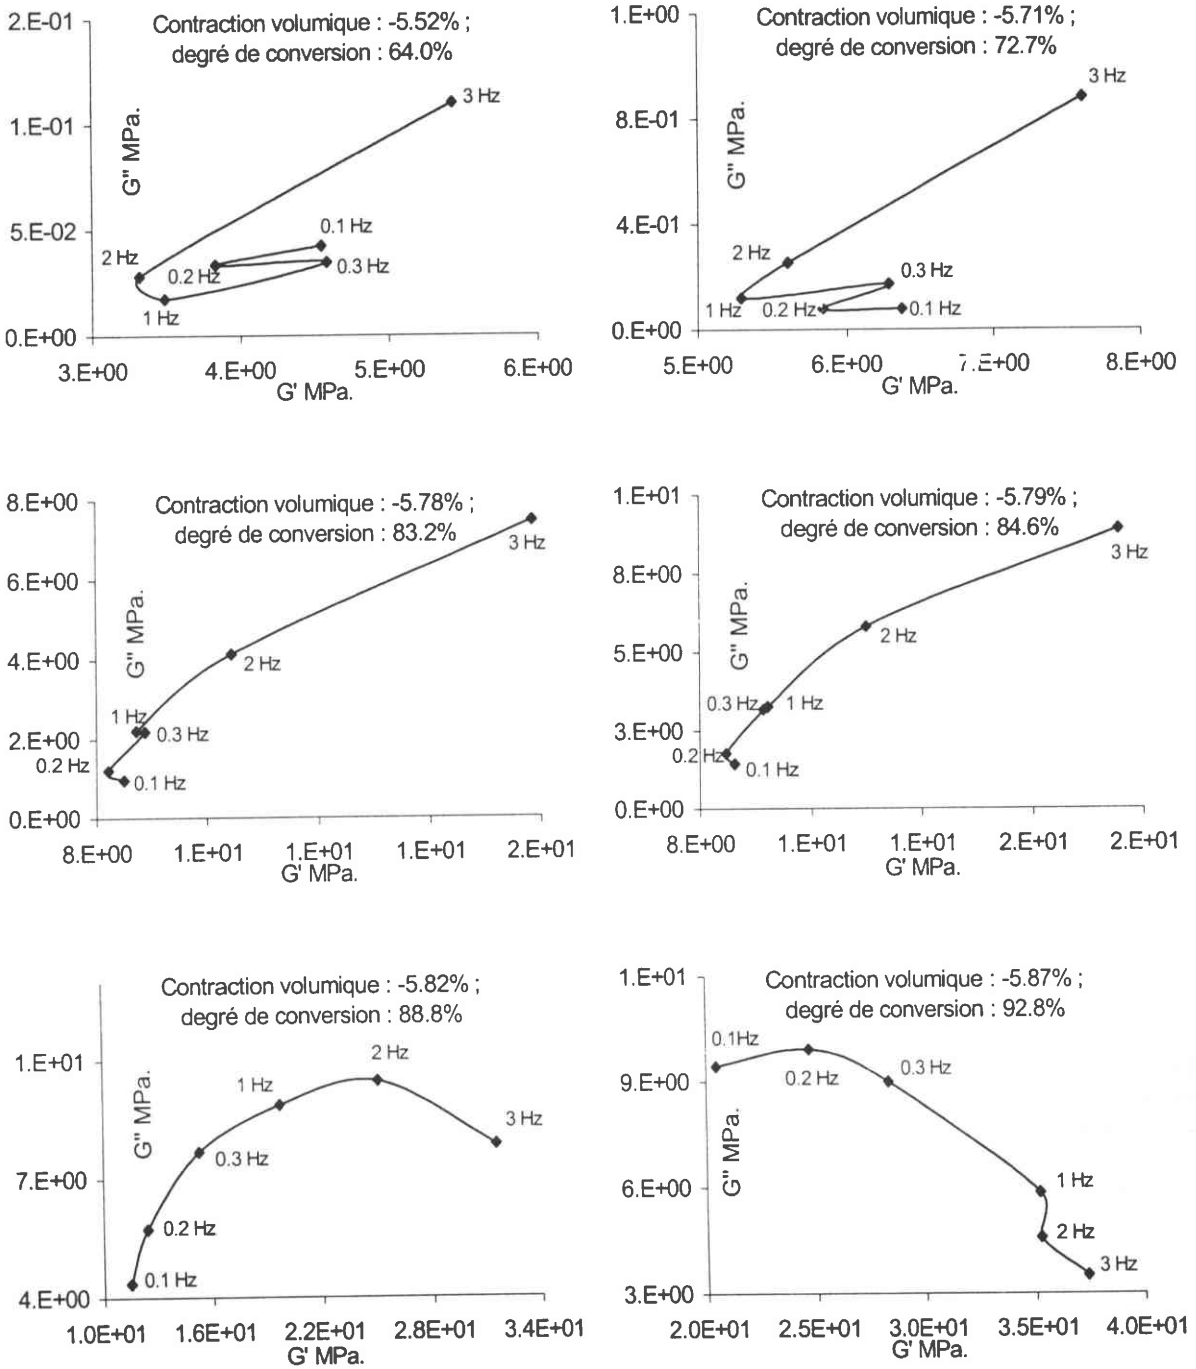 Contraction volumique : -5.52% ;
degré de conversion : 64.0%
2.E-01
1.E-01
5.E-02
0.E+00
G'' MPa.
3 Hz
0.1 Hz
2 Hz
0.2 Hz
0.3 Hz
1 Hz
3.E+00 4.E+00 5.E+00 6.E+00
G' MPa.
Contraction volumique : -5.71% ;
degré de conversion : 72.7%
1.E+00
8.E-01
4.E-01
0.E+00
G'' MPa.
3 Hz
2 Hz
0.3 Hz
1 Hz
0.2 Hz
0.1 Hz
5.E+00 6.E+00 7.E+00 8.E+00
G' MPa.
Contraction volumique : -5.78% ;
degré de conversion : 83.2%
8.E+00
6.E+00
4.E+00
2.E+00
0.E+00
G'' MPa.
3 Hz
2 Hz
1 Hz
0.3 Hz
0.2 Hz
0.1 Hz
8.E+00 1.E+01 1.E+01 1.E+01 2.E+01
G' MPa.
Contraction volumique : -5.79% ;
degré de conversion : 84.6%
1.E+01
8.E+00
5.E+00
3.E+00
0.E+00
G'' MPa.
3 Hz
2 Hz
0.3 Hz
1 Hz
0.2 Hz
0.1 Hz
8.E+00 1.E+01 1.E+01 2.E+01 2.E+01
G' MPa.
Contraction volumique : -5.82% ;
degré de conversion : 88.8%
1.E+01
7.E+00
4.E+00
G'' MPa.
2 Hz
1 Hz
3 Hz
0.3 Hz
0.2 Hz
0.1 Hz
1.0E+01 1.6E+01 2.2E+01 2.8E+01 3.4E+01
G' MPa.
Contraction volumique : -5.87% ;
degré de conversion : 92.8%
1.E+01
9.E+00
6.E+00
3.E+00
G'' MPa.
0.1Hz
0.2 Hz
0.3 Hz
1 Hz
2 Hz
3 Hz
2.0E+01 2.5E+01 3.0E+01 3.5E+01 4.0E+01
G' MPa.